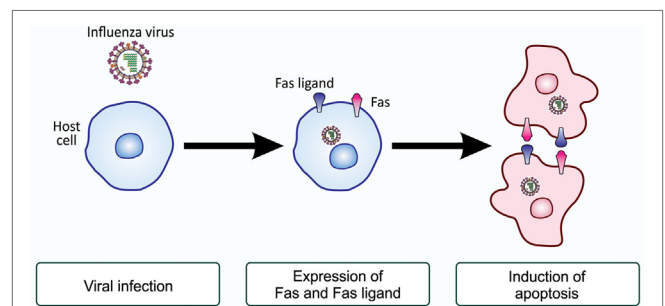 Influenza virus
Fas ligand
Fas
Host
cell
Viral infection
Expression of
Fas and Fas ligand
Induction of
apoptosis